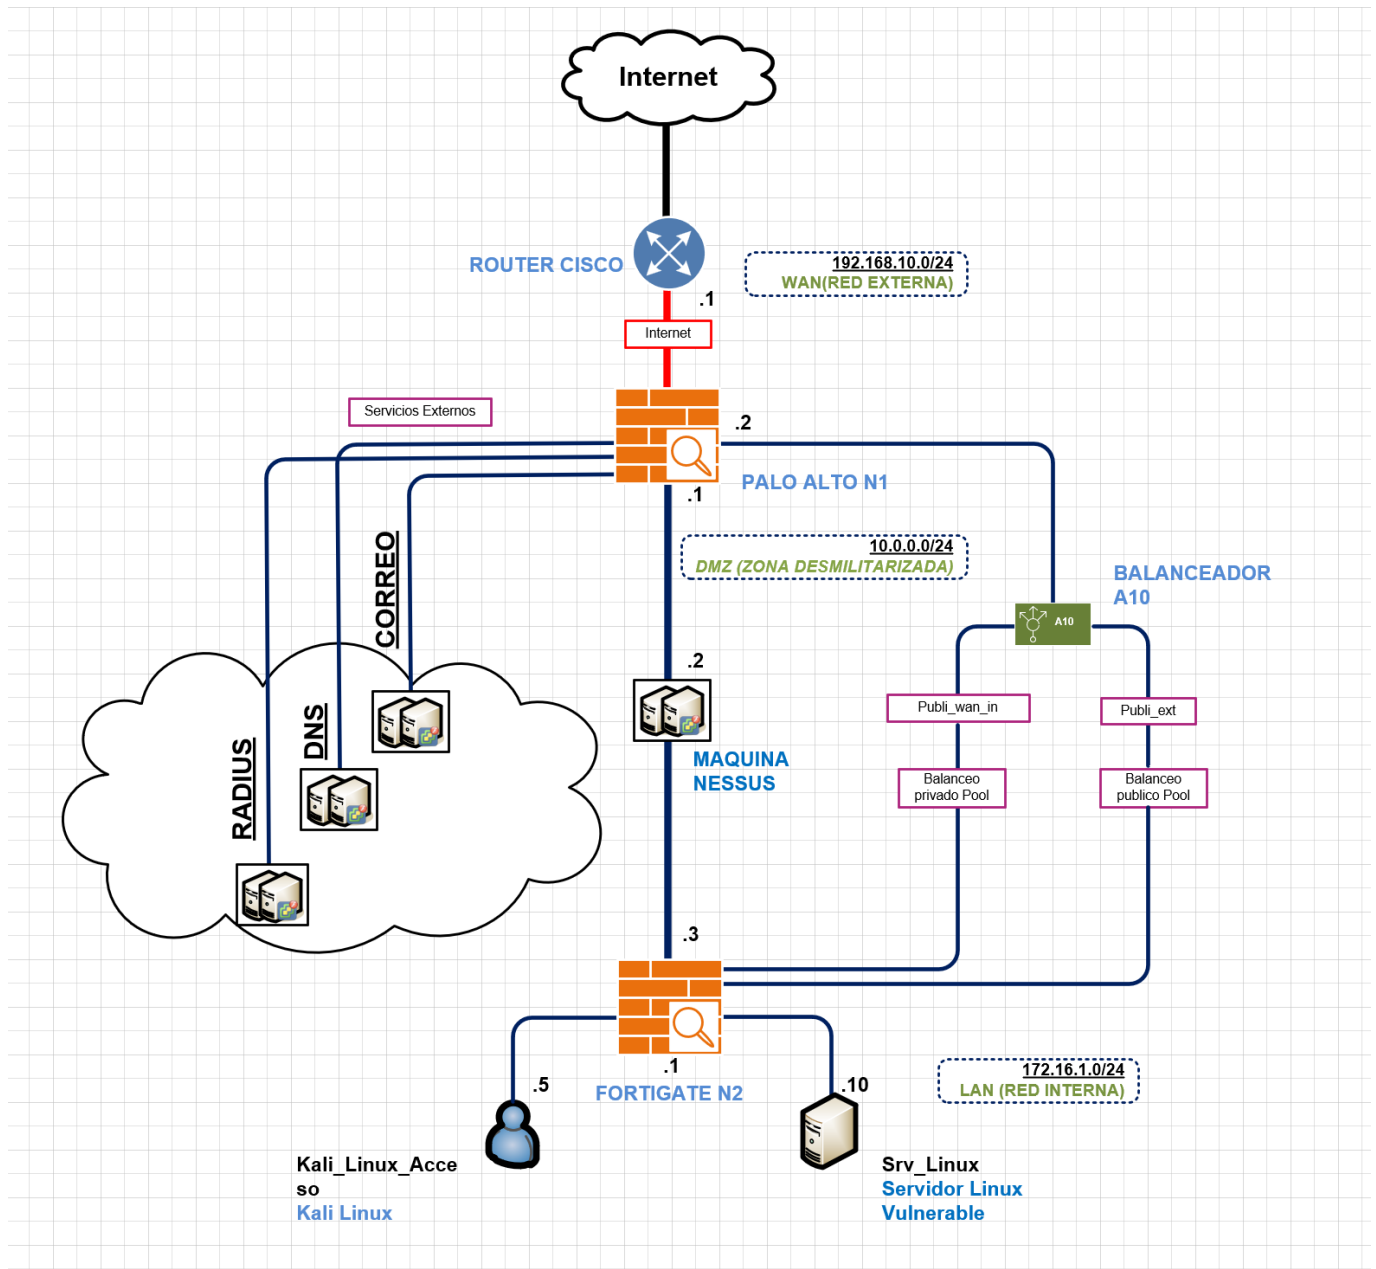 Internet
ROUTER CISCO
192.168.10.0/24
WAN(RED EXTERNA)
.1
Internet
Servicios Externos
.2
.1
PALO ALTO N1
10.0.0.0/24
DMZ (ZONA DESMILITARIZADA)
CORREO
BALANCEADOR
A10
A10
.2
DNS
RADIUS
MAQUINA
NESSUS
Publi_wan_in
Publi_ext
Balanceo
privado Pool
Balanceo
publico Pool
.3
.1
FORTIGATE N2
172.16.1.0/24
LAN (RED INTERNA)
.5
.10
Kali_Linux_Acce
so
Kali Linux
Srv_Linux
Servidor Linux
Vulnerable